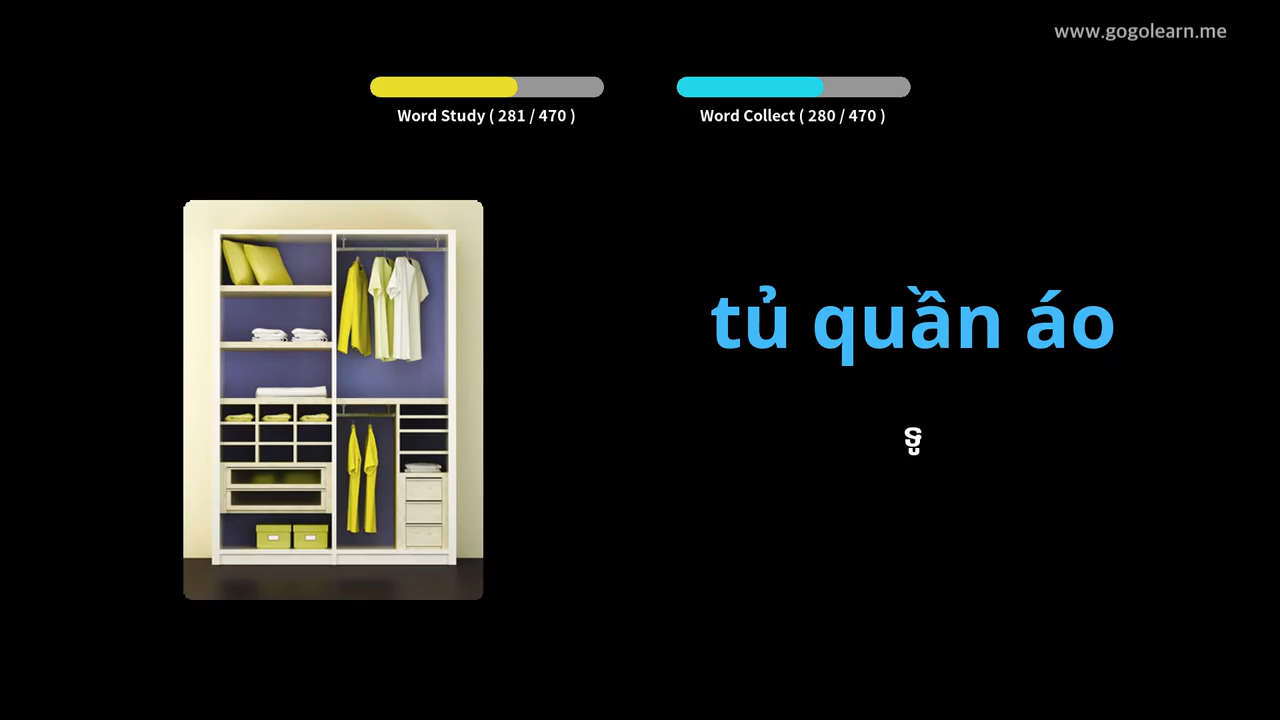 www.gogolearn.me
Word Study ( 281 / 470 )
Word Collect ( 280 / 470 )
tủ quần áo
ទូ